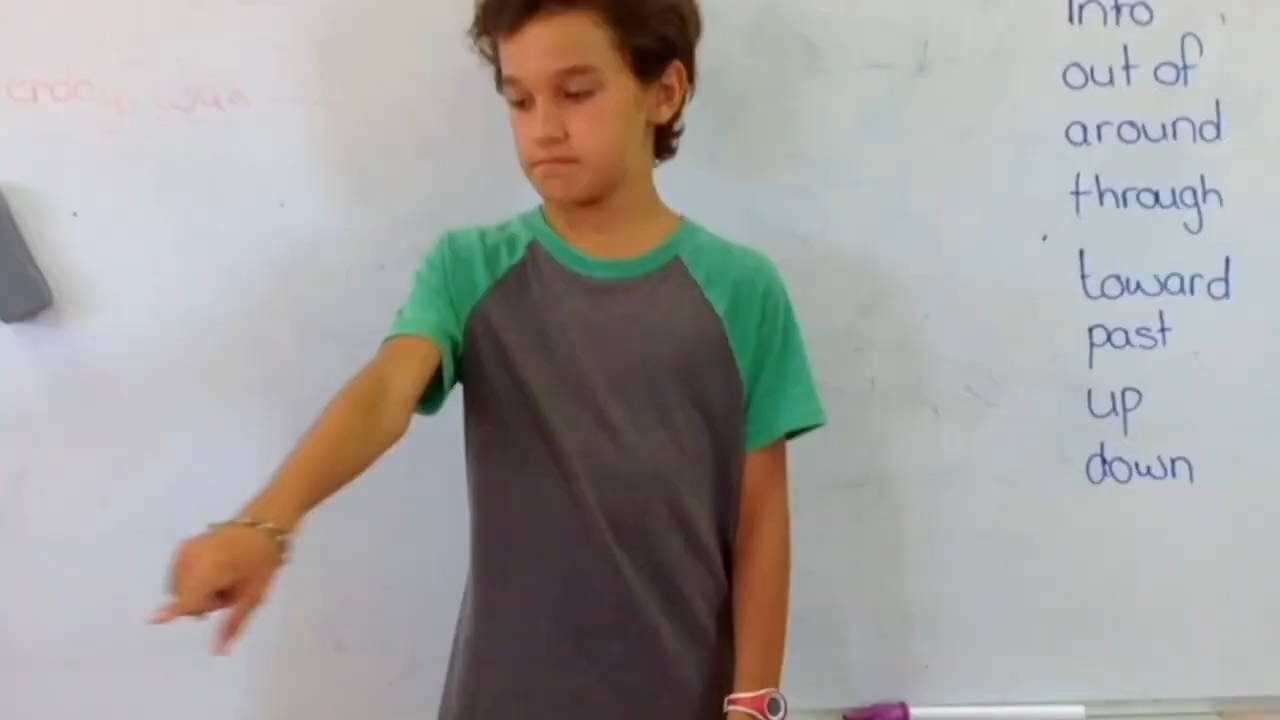 into
out of
around
through
toward
past
up
down